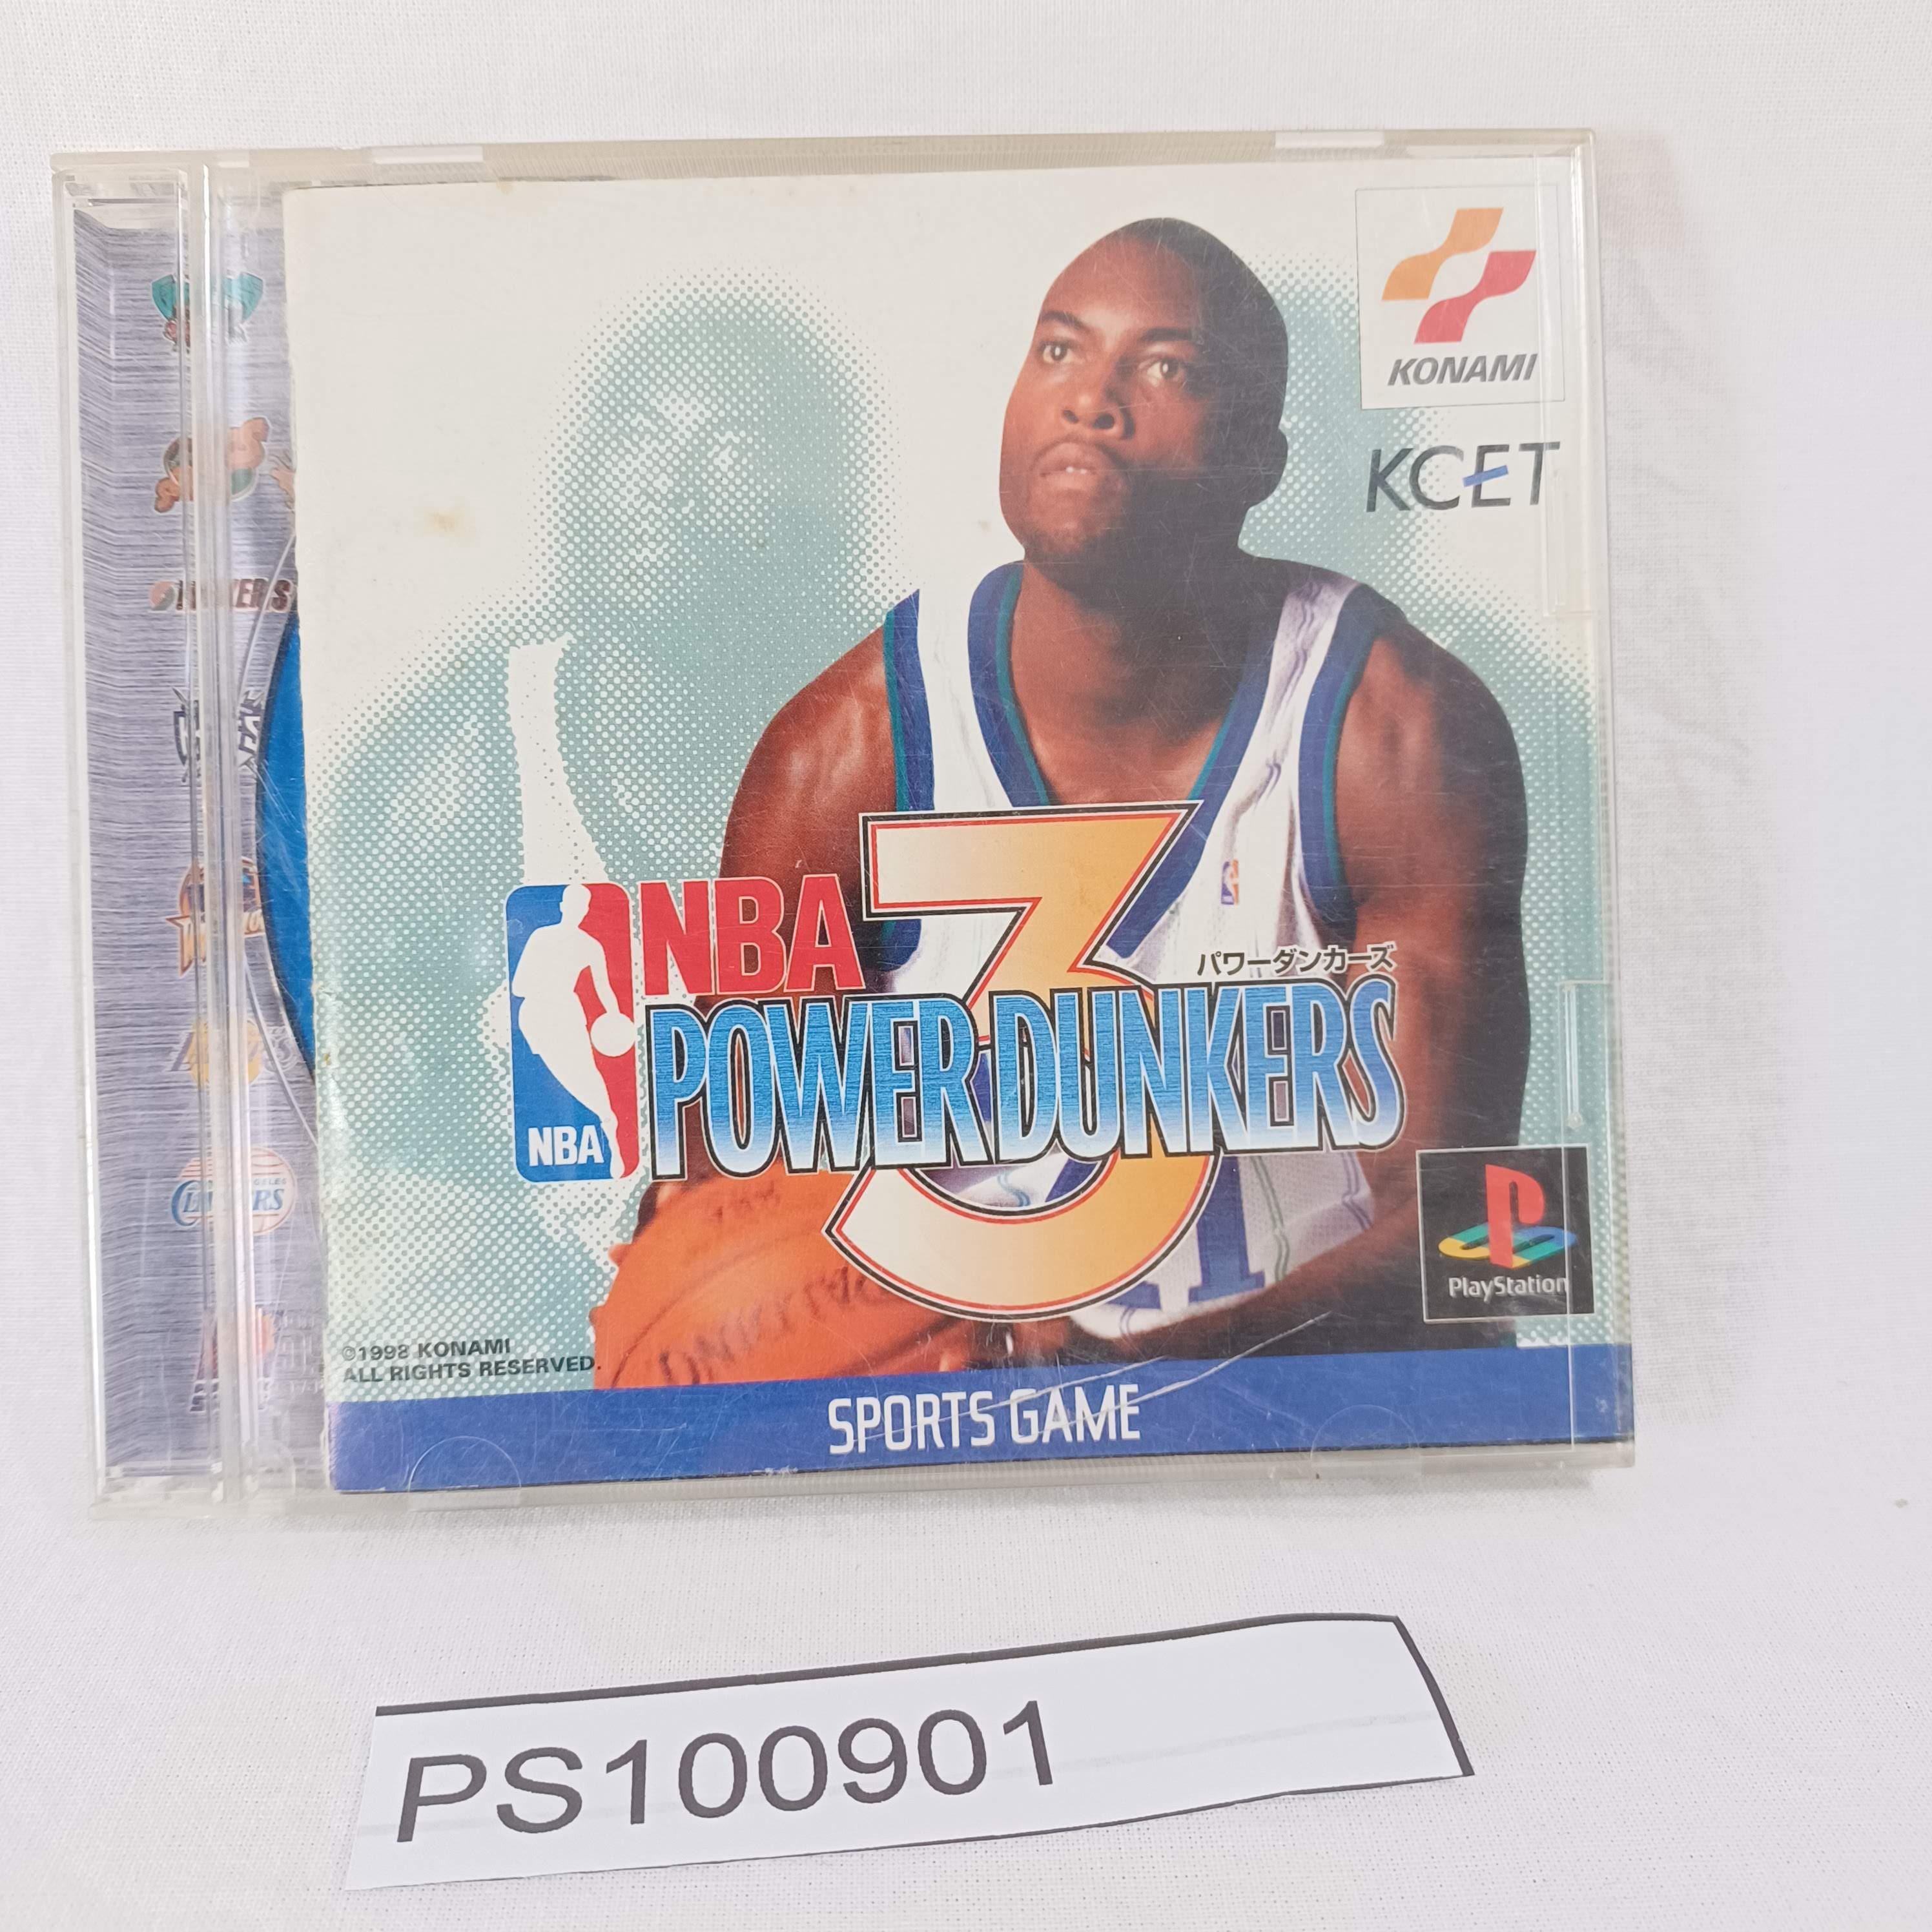 KONAMI
KCET
NBA
3
パワーダンカーズ
POWER DUNKERS
NBA
PlayStation
©1998 KONAMI
ALL RIGHTS RESERVED.
SPORTS GAME
PS100901